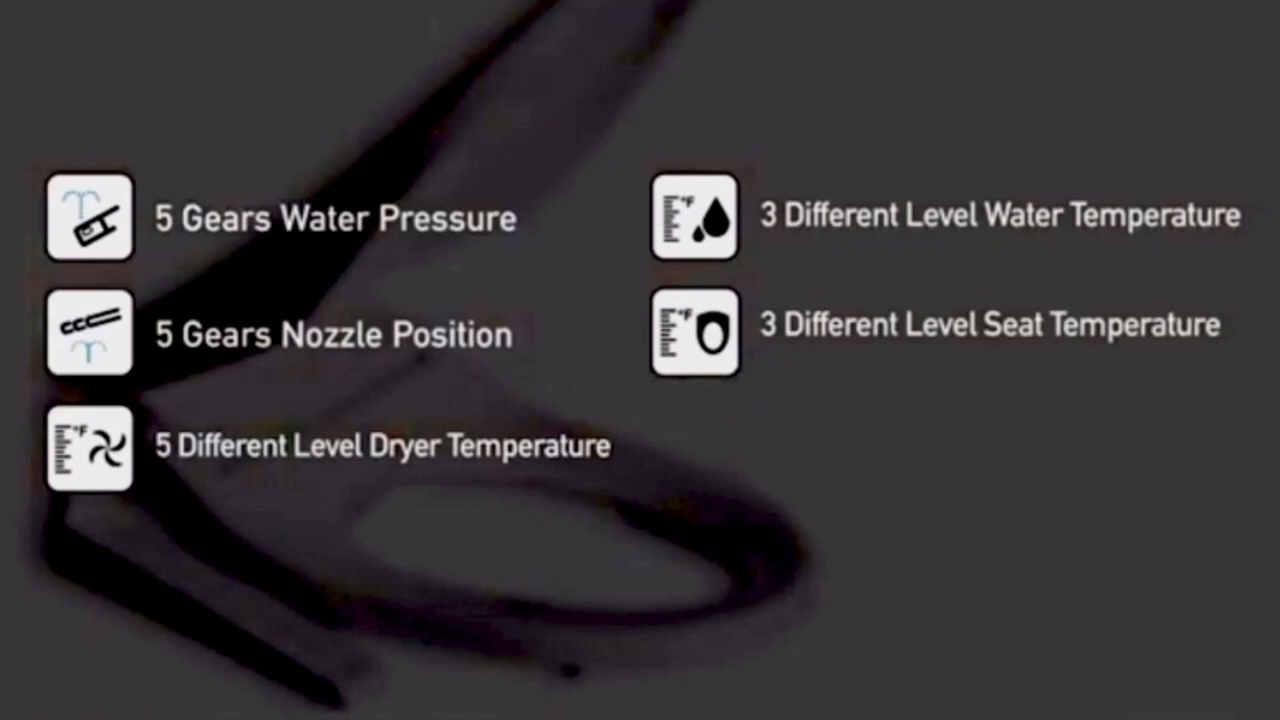 5 Gears Water Pressure
5 Gears Nozzle Position
5 Different Level Dryer Temperature
3 Different Level Water Temperature
3 Different Level Seat Temperature
°F
°F
°F